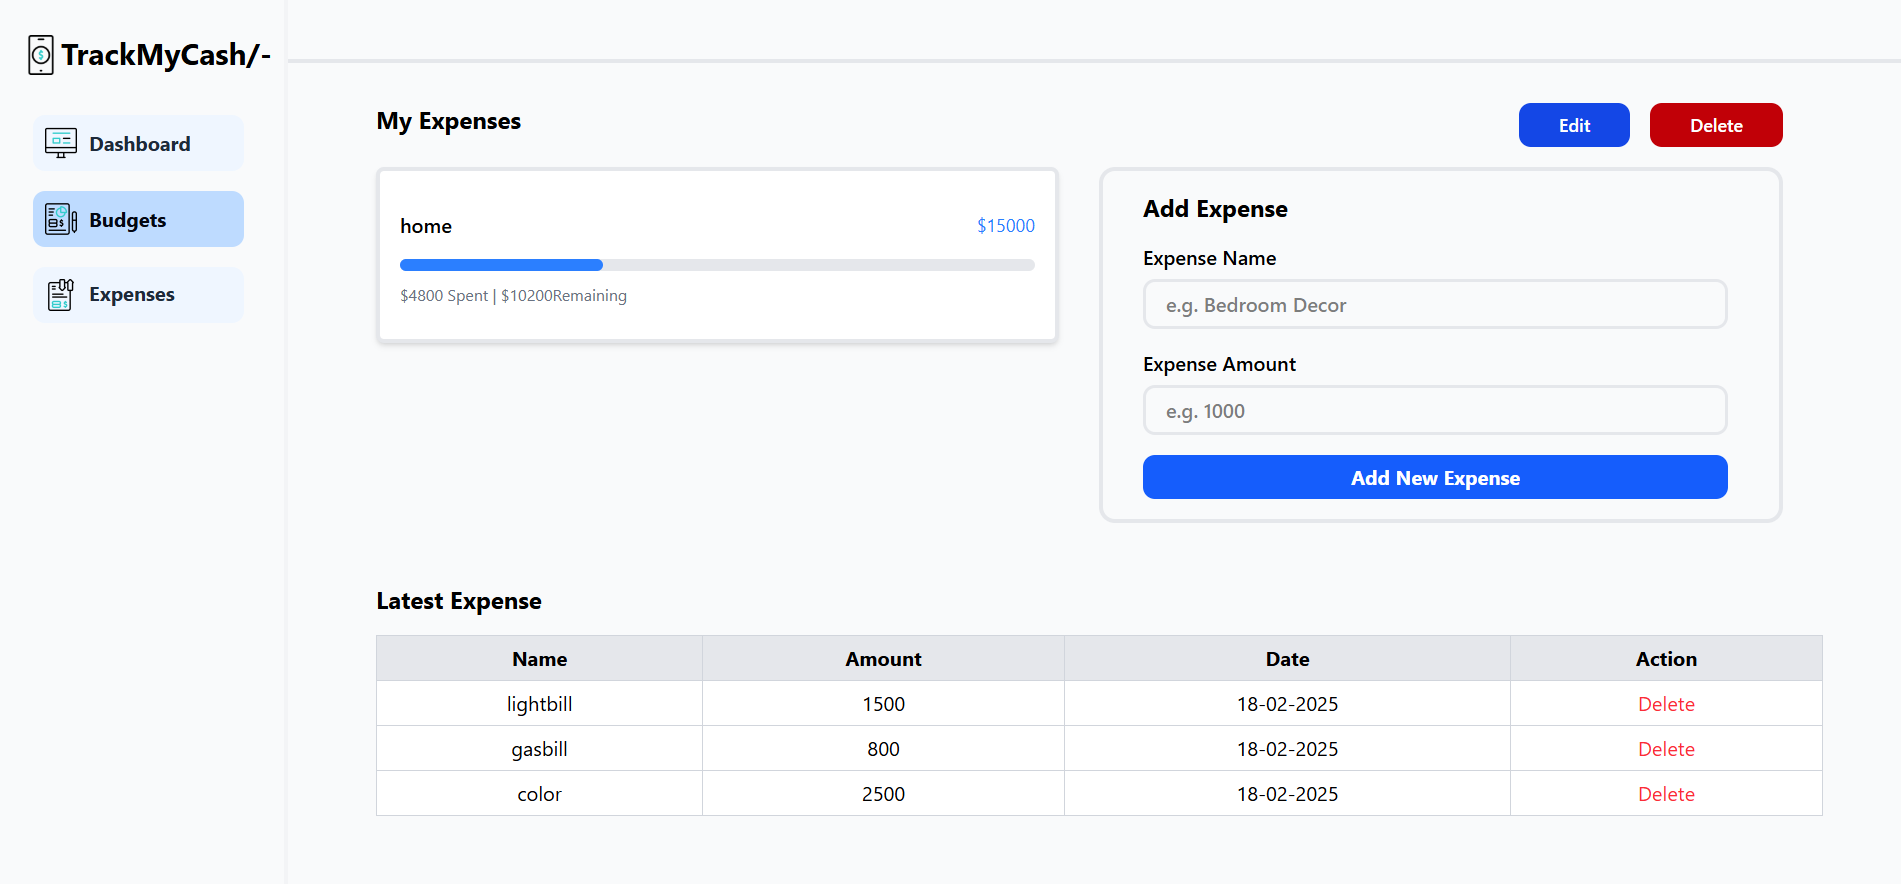 TrackMyCash/-
Dashboard
Budgets
Expenses
My Expenses
Edit
Delete
home
$15000
$4800 Spent | $10200Remaining
Add Expense
Expense Name
e.g. Bedroom Decor
Expense Amount
e.g. 1000
Add New Expense
Latest Expense
Name Amount Date Action
lightbill 1500 18-02-2025 Delete
gasbill 800 18-02-2025 Delete
color 2500 18-02-2025 Delete